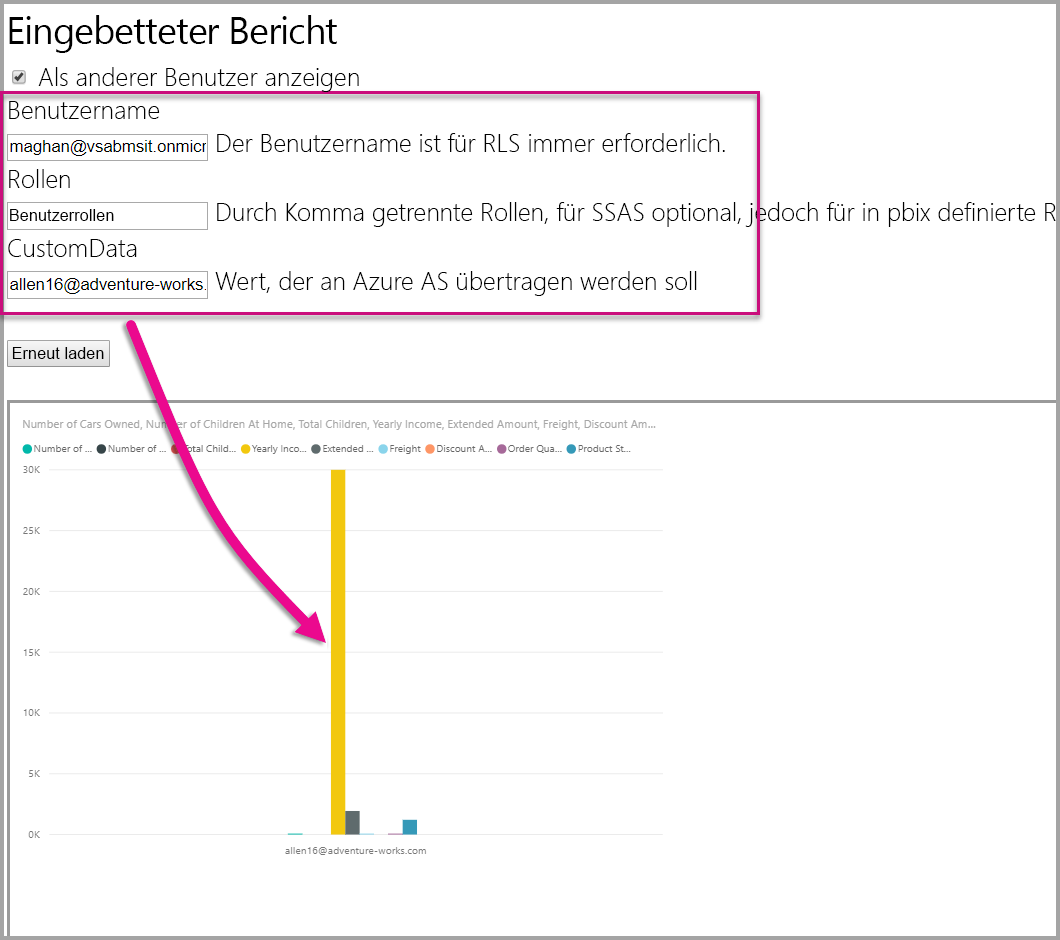 Eingebetteter Bericht
Als anderer Benutzer anzeigen
Benutzername
maghan@vsabmsit.onmicr Der Benutzername ist für RLS immer erforderlich.
Rollen
Benutzerrollen Durch Komma getrennte Rollen, für SSAS optional, jedoch für in pbix definierte R
CustomData
allen16@adventure-works. Wert, der an Azure AS übertragen werden soll
Erneut laden
Number of Cars Owned, Number of Children At Home, Total Children, Yearly Income, Extended Amount, Freight, Discount Am...
Number of ... Number of ... Total Child... Yearly Inco... Extended ... Freight Discount A... Order Qua... Product St...
30K
25K
20K
15K
10K
5K
0K
allen16@adventure-works.com